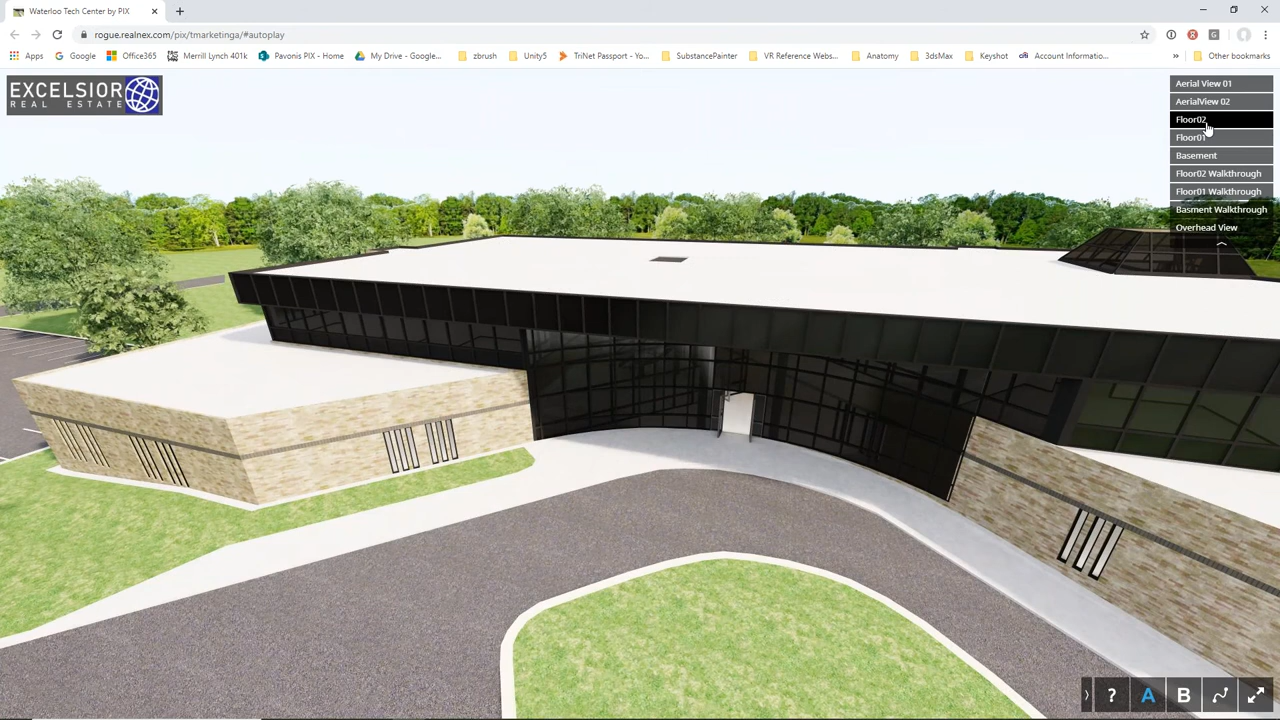 Waterloo Tech Center by PIX
rogue.realnex.com/pix/tmarketinga/#autoplay
Apps
Google
Office365
Merrill Lynch 401k
Pavonis PIX - Home
My Drive - Google...
zbrush
Unity5
TriNet Passport - Yo...
SubstancePainter
VR Reference Webs...
Anatomy
3dsMax
Keyshot
Account Informatio...
»
Other bookmarks
EXCELSIOR
REAL ESTATE
Aerial View 01
AerialView 02
Floor02
Floor01
Basement
Floor02 Walkthrough
Floor01 Walkthrough
Basment Walkthrough
Overhead View
? A B